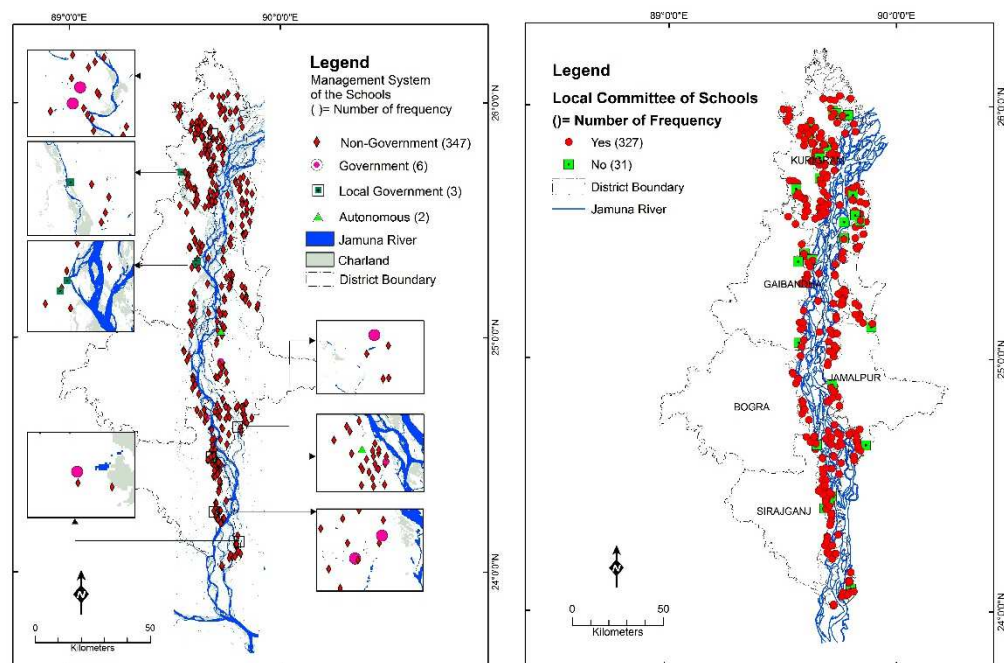 89°0'0"E
90°0'0"E
Legend
Management System
of the Schools
( )= Number of frequency
Non-Government (347)
Government (6)
Local Government (3)
Autonomous (2)
Jamuna River
Charland
District Boundary
26°0'0"N
25°0'0"N
24°0'0"N
N
0
50
Kilometers
89°0'0"E
90°0'0"E
Legend
Local Committee of Schools
()= Number of Frequency
Yes (327)
No (31)
District Boundary
Jamuna River
26°0'0"N
25°0'0"N
24°0'0"N
JAMALPUR
BOGRA
SIRAJGANJ
N
0
50
Kilometers